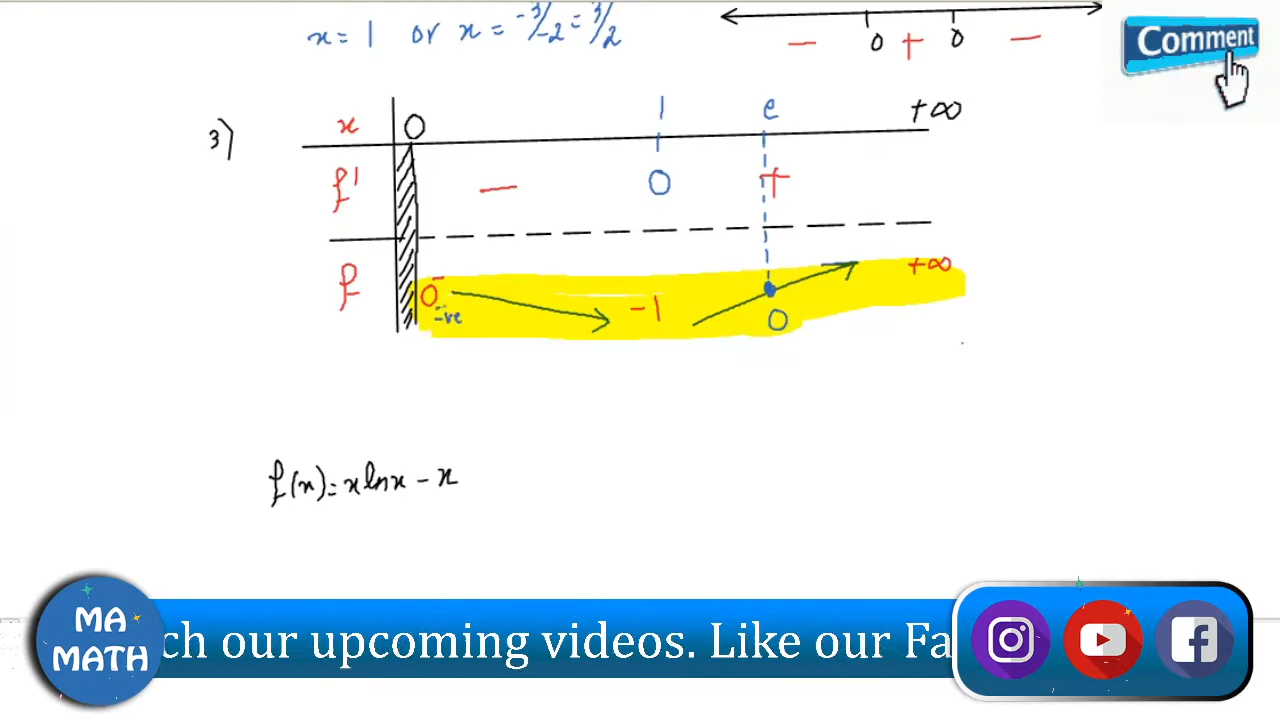 x = 1 or x = -3/-2 = 3/2
- 0 + 0 -
Comment
3)
x 0 1 e +∞
f' - 0 +
f 0⁻ -1 0 +∞
-ve
f(x) = x ln x - x
MA MATH
ch our upcoming videos. Like our Fa